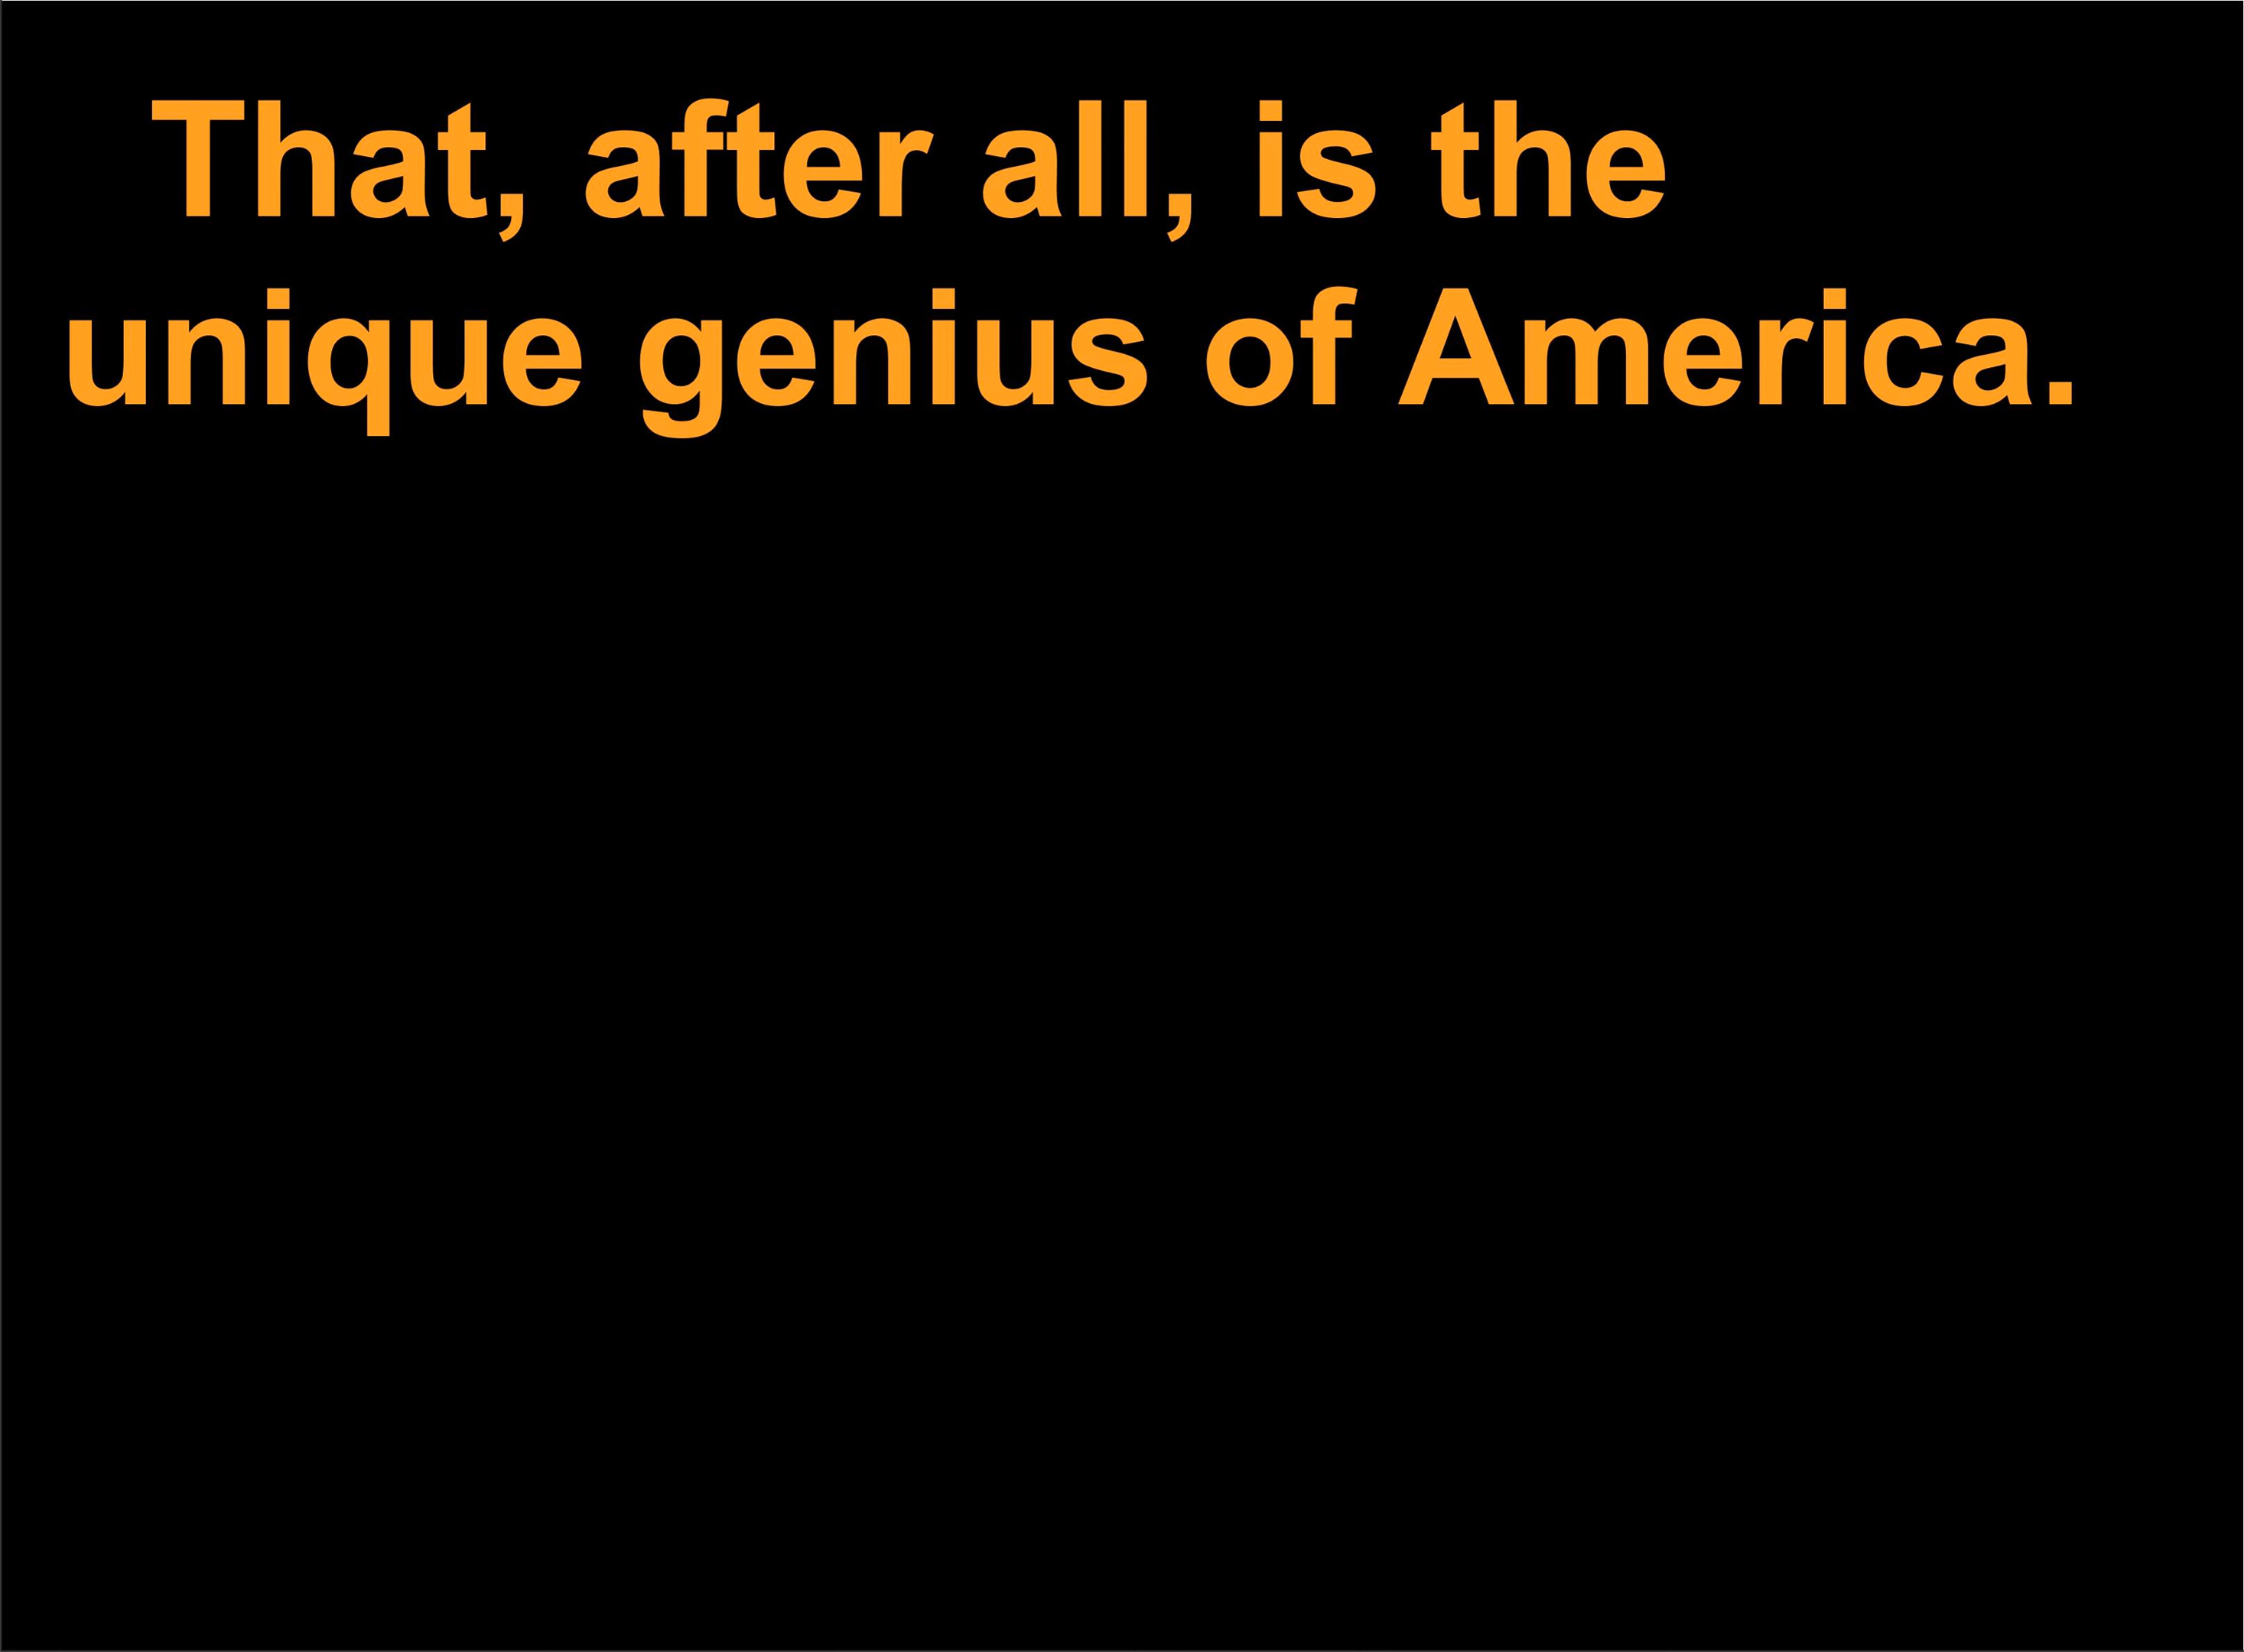 That, after all, is the
unique genius of America.